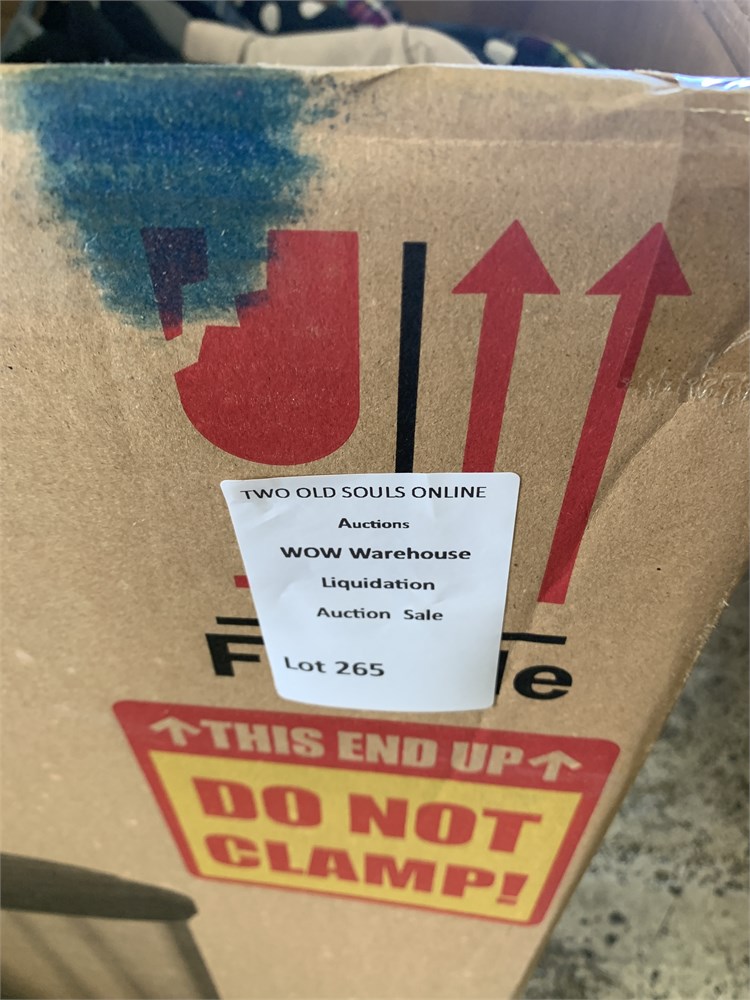 TWO OLD SOULS ONLINE
Auctions
WOW Warehouse
Liquidation
Auction Sale
Lot 265
THIS END UP
DO NOT
CLAMP!